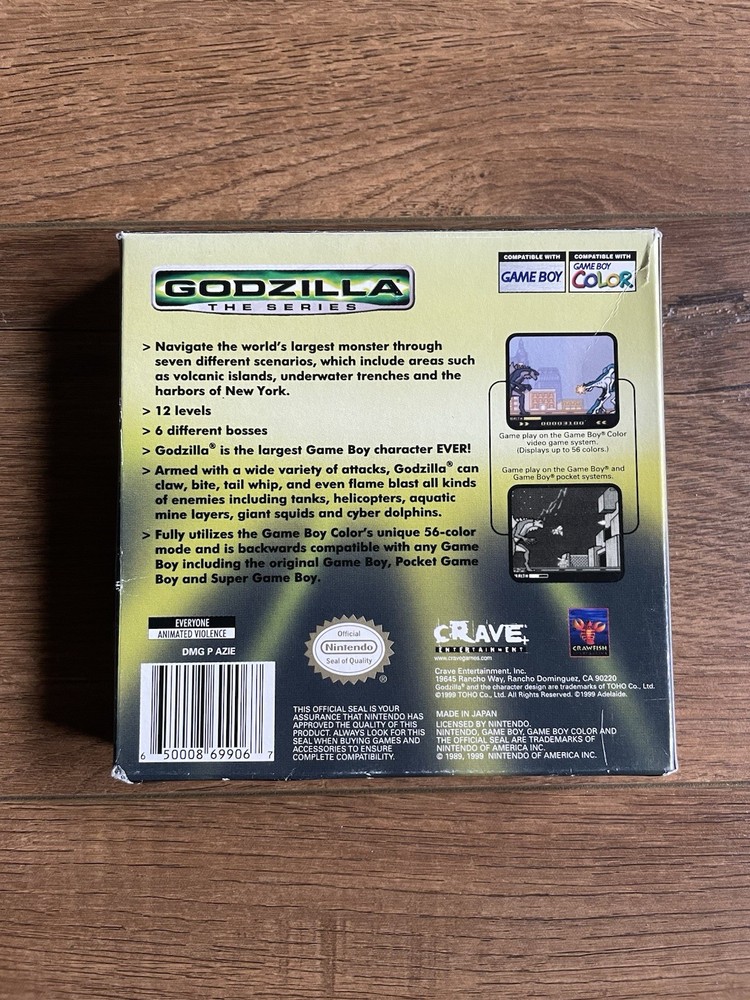 GODZILLA
THE SERIES
COMPATIBLE WITH
GAME BOY
COMPATIBLE WITH
GAME BOY
COLOR
> Navigate the world's largest monster through
seven different scenarios, which include areas such
as volcanic islands, underwater trenches and the
harbors of New York.
> 12 levels
> 6 different bosses
> Godzilla® is the largest Game Boy character EVER!
> Armed with a wide variety of attacks, Godzilla® can
claw, bite, tail whip, and even flame blast all kinds
of enemies including tanks, helicopters, aquatic
mine layers, giant squids and cyber dolphins.
> Fully utilizes the Game Boy Color's unique 56-color
mode and is backwards compatible with any Game
Boy including the original Game Boy, Pocket Game
Boy and Super Game Boy.
00003100
Game play on the Game Boy® Color
video game system.
(Displays up to 56 colors.)
Game play on the Game Boy® and
Game Boy® pocket systems.
EVERYONE
ANIMATED VIOLENCE
DMG P AZIE
6 50008 69906 7
Official
Nintendo
Seal of Quality
®
THIS OFFICIAL SEAL IS YOUR
ASSURANCE THAT NINTENDO HAS
APPROVED THE QUALITY OF THIS
PRODUCT. ALWAYS LOOK FOR THIS
SEAL WHEN BUYING GAMES AND
ACCESSORIES TO ENSURE
COMPLETE COMPATIBILITY.
CRAVE
ENTERTAINMENT
www.cravegames.com
CRAWFISH
Crave Entertainment, Inc.
19645 Rancho Way, Rancho Dominguez, CA 90220
Godzilla® and the character design are trademarks of TOHO Co., Ltd.
©1999 TOHO Co., Ltd. All Rights Reserved. ©1999 Adelaide.
MADE IN JAPAN
LICENSED BY NINTENDO.
NINTENDO, GAME BOY, GAME BOY COLOR AND
THE OFFICIAL SEAL ARE TRADEMARKS OF
NINTENDO OF AMERICA INC.
© 1989, 1999 NINTENDO OF AMERICA INC.